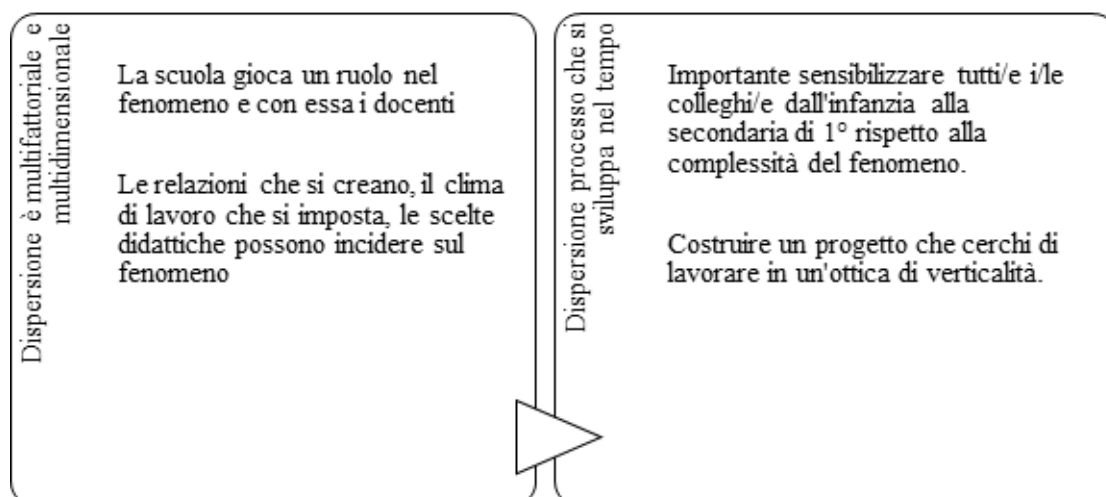 Dispersione è multifattoriale e
multidimensionale
La scuola gioca un ruolo nel
fenomeno e con essa i docenti
Le relazioni che si creano, il clima
di lavoro che si imposta, le scelte
didattiche possono incidere sul
fenomeno
Dispersione processo che si
sviluppa nel tempo
Importante sensibilizzare tutti/e i/le
colleghi/e dall'infanzia alla
secondaria di 1° rispetto alla
complessità del fenomeno.
Costruire un progetto che cerchi di
lavorare in un'ottica di verticalità.